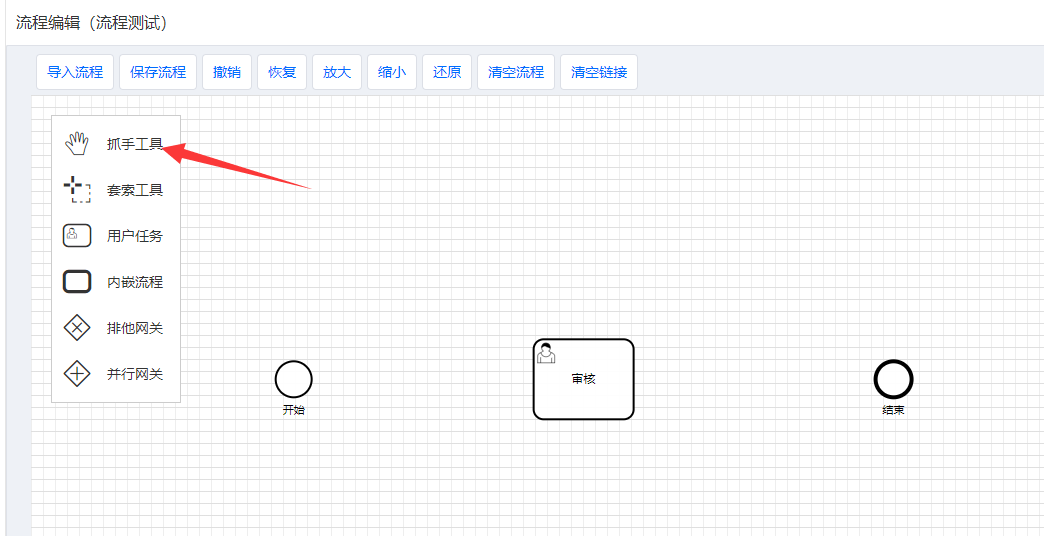 流程编辑（流程测试）
导入流程 保存流程 撤销 恢复 放大 缩小 还原 清空流程 清空链接
抓手工具
套索工具
用户任务
内嵌流程
排他网关
并行网关
审核
开始
结束